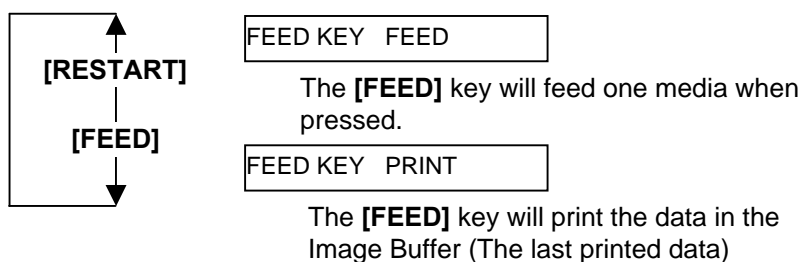 [RESTART]
[FEED]
FEED KEY FEED
The [FEED] key will feed one media when
pressed.
FEED KEY PRINT
The [FEED] key will print the data in the
Image Buffer (The last printed data)